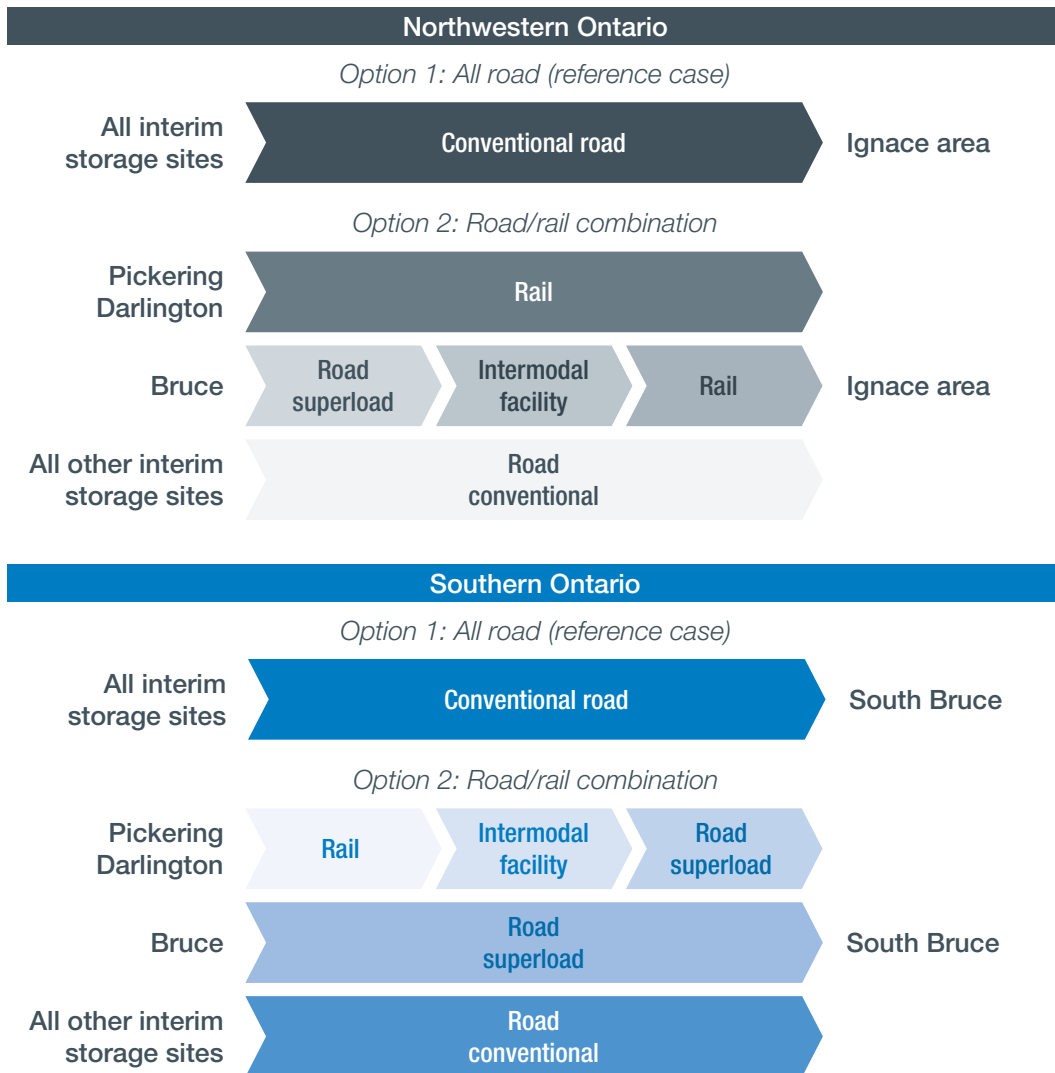 Northwestern Ontario
Option 1: All road (reference case)
All interim
storage sites
Conventional road
Ignace area
Option 2: Road/rail combination
Pickering
Darlington
Rail
Bruce
Road
superload
Intermodal
facility
Rail
Ignace area
All other interim
storage sites
Road
conventional
Southern Ontario
Option 1: All road (reference case)
All interim
storage sites
Conventional road
South Bruce
Option 2: Road/rail combination
Pickering
Darlington
Rail
Intermodal
facility
Road
superload
Bruce
Road
superload
South Bruce
All other interim
storage sites
Road
conventional